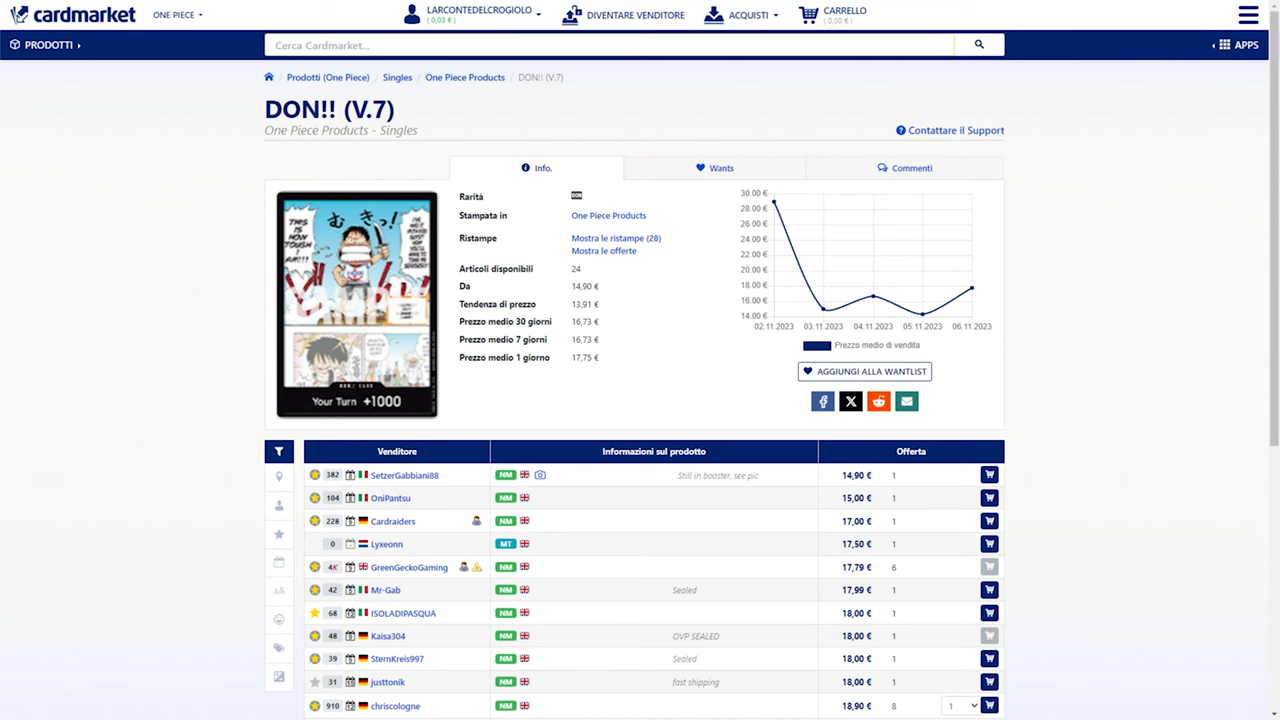 cardmarket
ONE PIECE
LARCONTEDELCROGIOLO
( 0,03 € )
DIVENTARE VENDITORE
ACQUISTI
CARRELLO
( 0,00 € )
PRODOTTI
Cerca Cardmarket...
APPS
/ Prodotti (One Piece) / Singles / One Piece Products / DON!! (V.7)
DON!! (V.7)
One Piece Products - Singles
Contattare il Support
Info.
Wants
Commenti
THIS IS HOW TOUGH I AM!!!
むきっ!
Your Turn +1000
Rarità DON
Stampata in One Piece Products
Ristampe Mostra le ristampe (28)
Mostra le offerte
Articoli disponibili 24
Da 14,90 €
Tendenza di prezzo 13,91 €
Prezzo medio 30 giorni 16,73 €
Prezzo medio 7 giorni 16,73 €
Prezzo medio 1 giorno 17,75 €
30.00 €
28.00 €
26.00 €
24.00 €
22.00 €
20.00 €
18.00 €
16.00 €
14.00 €
02.11.2023 03.11.2023 04.11.2023 05.11.2023 06.11.2023
Prezzo medio di vendita
AGGIUNGI ALLA WANTLIST
Venditore Informazioni sul prodotto Offerta
382 SetzerGabbiani88 NM Still in booster, see pic 14,90 € 1
104 OniPantsu NM 15,00 € 1
228 Cardraiders NM 17,00 € 1
0 Lyxeonn MT 17,50 € 1
4K GreenGeckoGaming NM 17,79 € 6
42 Mr-Gab NM Sealed 17,99 € 1
68 ISOLADIPASQUA NM 18,00 € 1
48 Kaisa304 NM OVP SEALED 18,00 € 1
39 SternKreis997 NM Sealed 18,00 € 1
31 justtonik NM fast shipping 18,00 € 1
910 chriscologne NM 18,90 € 8 1